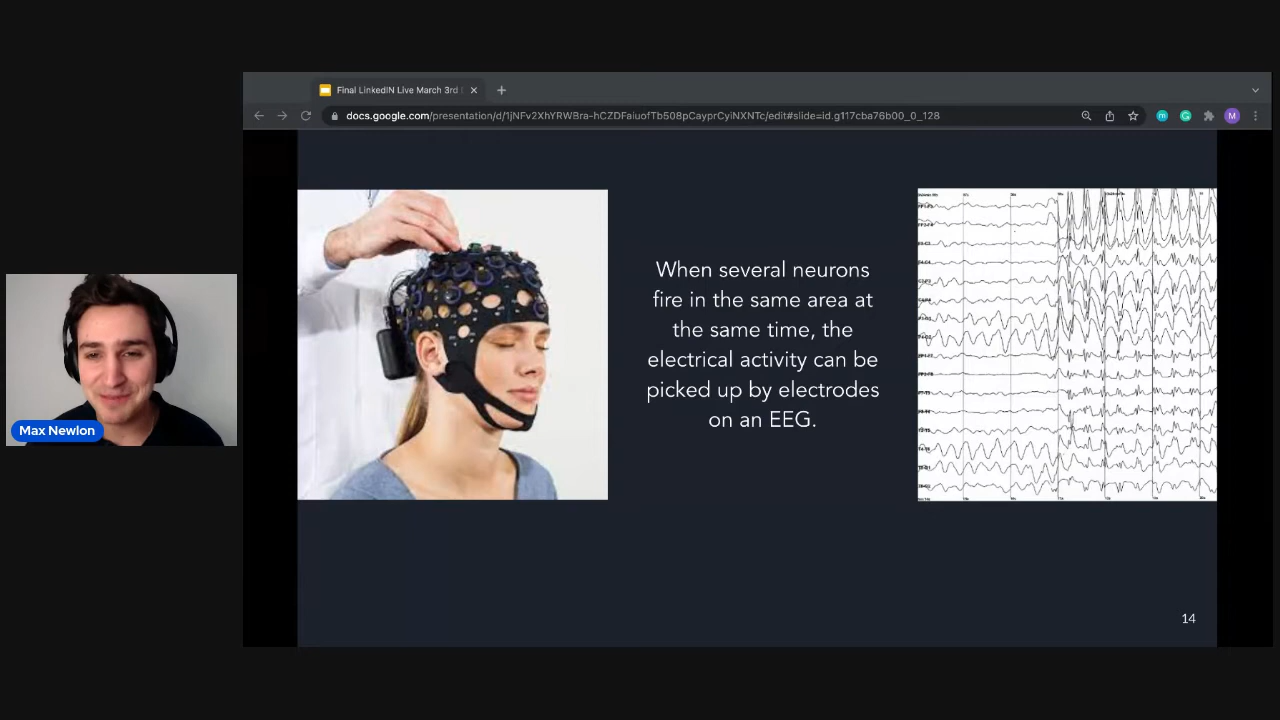 Final LinkedIN Live March 3rd
docs.google.com/presentation/d/1jNFv2XhYRWBra-hCZDFaiuofTb508pCayprCyiNXNTc/edit#slide=id.g117cba76b00_0_128
M
When several neurons
fire in the same area at
the same time, the
electrical activity can be
picked up by electrodes
on an EEG.
Max Newlon
14